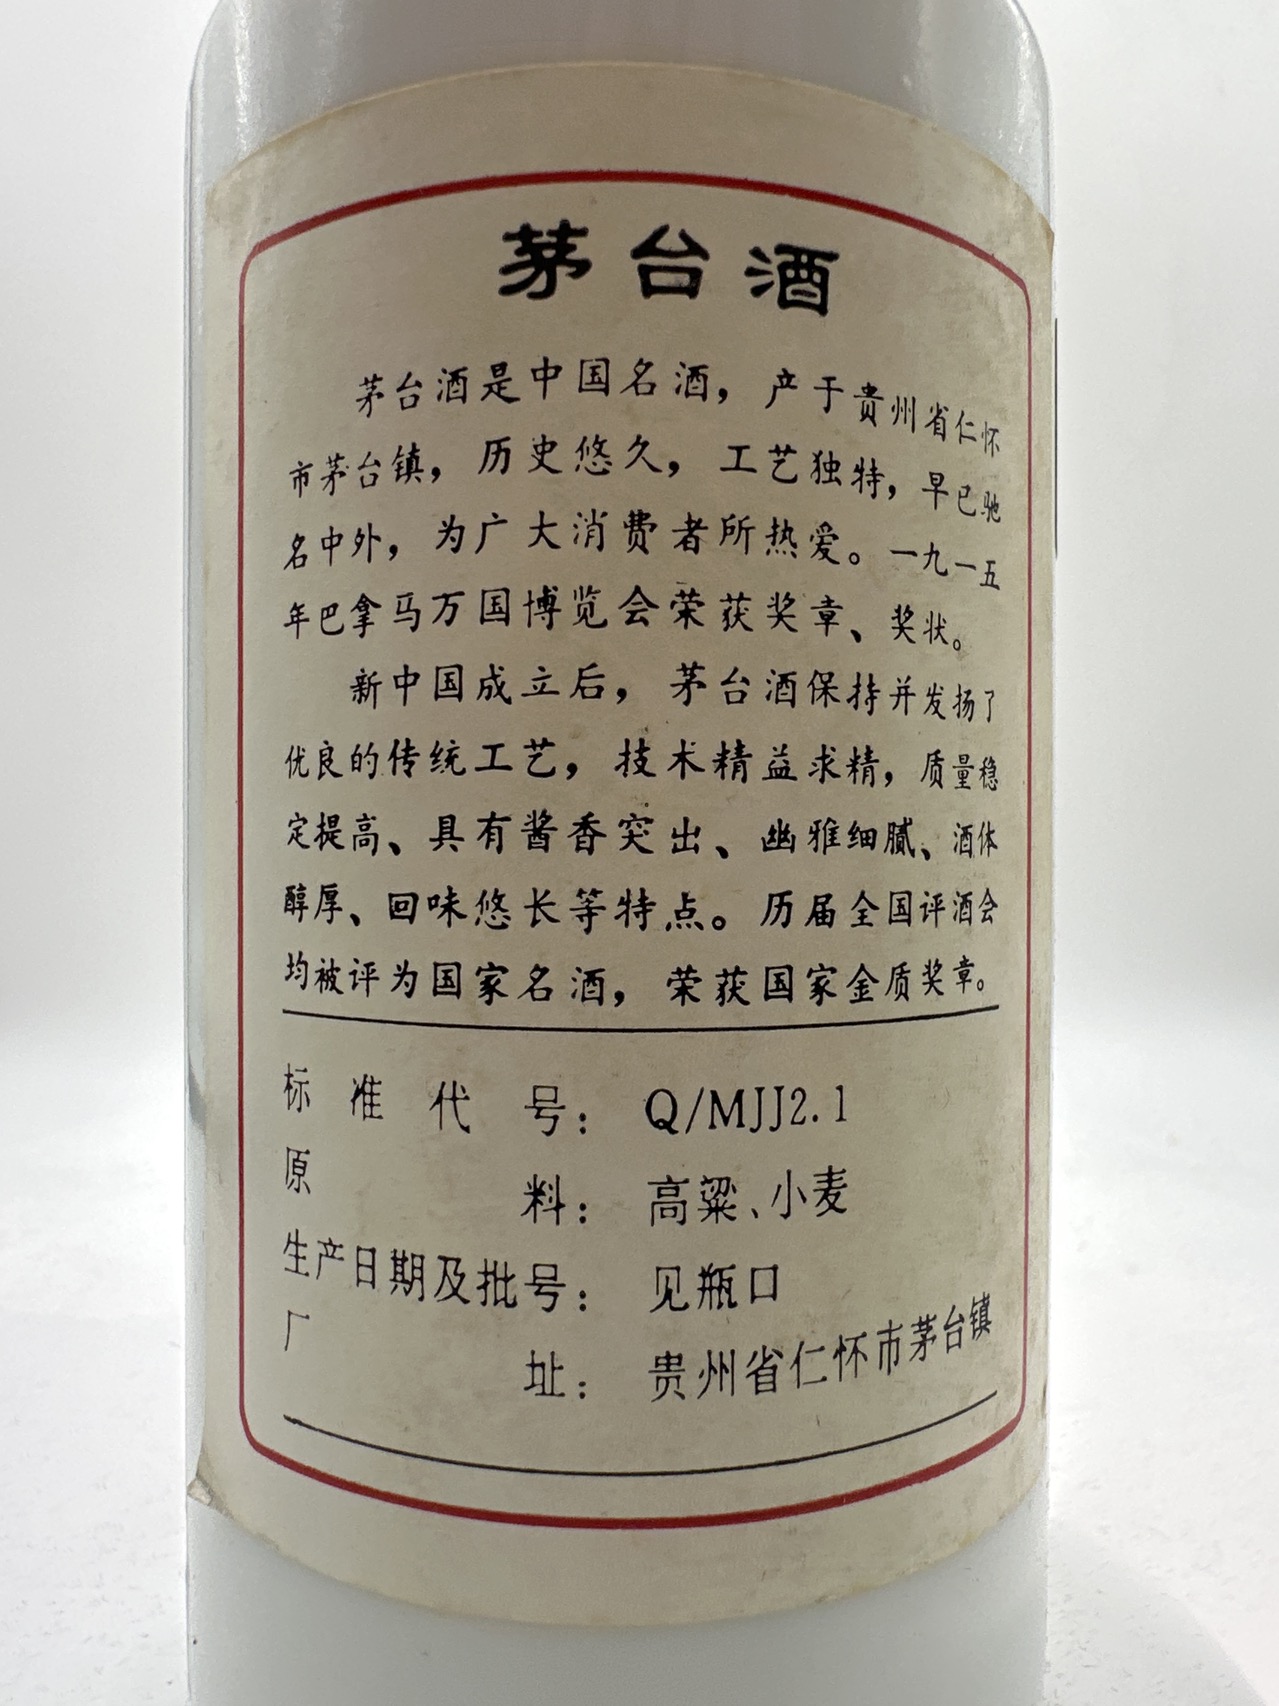 茅台酒
茅台酒是中国名酒，产于贵州省仁怀
市茅台镇，历史悠久，工艺独特，早已驰
名中外，为广大消费者所热爱。一九一五
年巴拿马万国博览会荣获奖章、奖状。
新中国成立后，茅台酒保持并发扬了
优良的传统工艺，技术精益求精，质量稳
定提高、具有酱香突出、幽雅细腻、酒体
醇厚、回味悠长等特点。历届全国评酒会
均被评为国家名酒，荣获国家金质奖章。
标准代号：Q/MJJ2.1
原料：高粱、小麦
生产日期及批号：见瓶口
厂址：贵州省仁怀市茅台镇